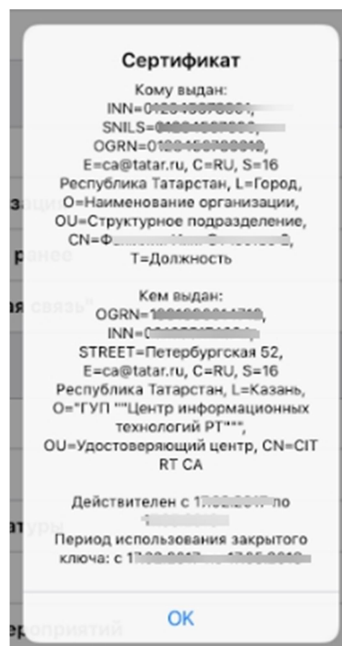 Сертификат
Кому выдан:
INN=
SNILS=
OGRN=
E=ca@tatar.ru, C=RU, S=16
Республика Татарстан, L=Город,
O=Наименование организации,
OU=Структурное подразделение,
CN=
T=Должность
Кем выдан:
OGRN=
INN=
STREET=Петербургская 52,
E=ca@tatar.ru, C=RU, S=16
Республика Татарстан, L=Казань,
O="ГУП ""Центр информационных
технологий РТ""",
OU=Удостоверяющий центр, CN=CIT
RT CA
Действителен с по
Период использования закрытого
ключа: с
OK